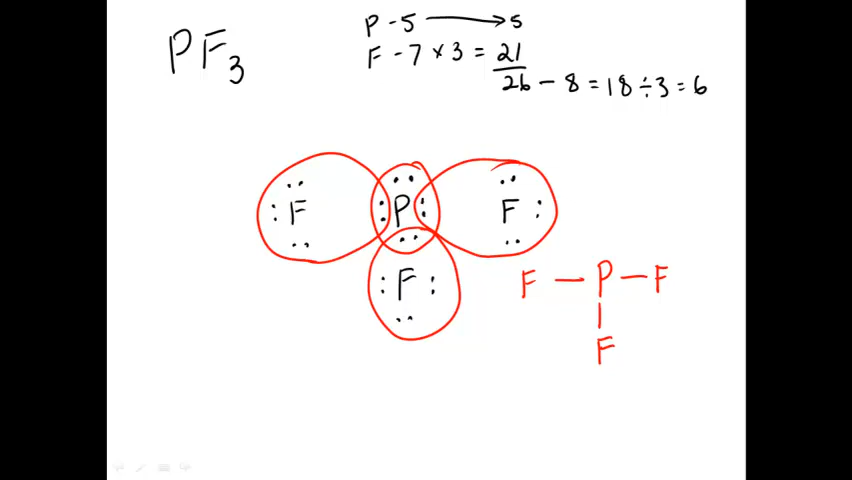 PF₃
P - 5 → 5
F - 7 × 3 = 21
26 - 8 = 18 ÷ 3 = 6
F P F
F
F — P — F
F